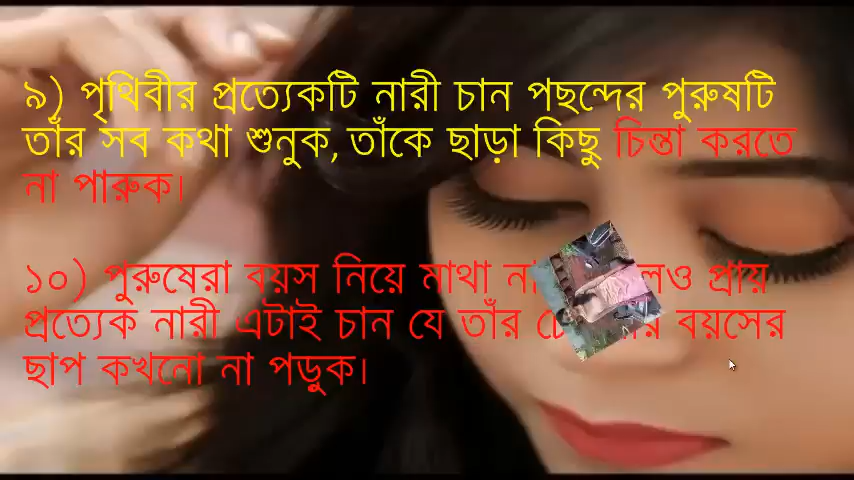 ৯) পৃথিবীর প্রত্যেকটি নারী চান পছন্দের পুরুষটি
তাঁর সব কথা শুনুক, তাঁকে ছাড়া কিছু চিন্তা করতে
না পারুক।
১০) পুরুষেরা বয়স নিয়ে মাথা প্রায়
প্রত্যেক নারী এটাই চান যে তাঁর বয়সের
ছাপ কখনো না পড়ুক।